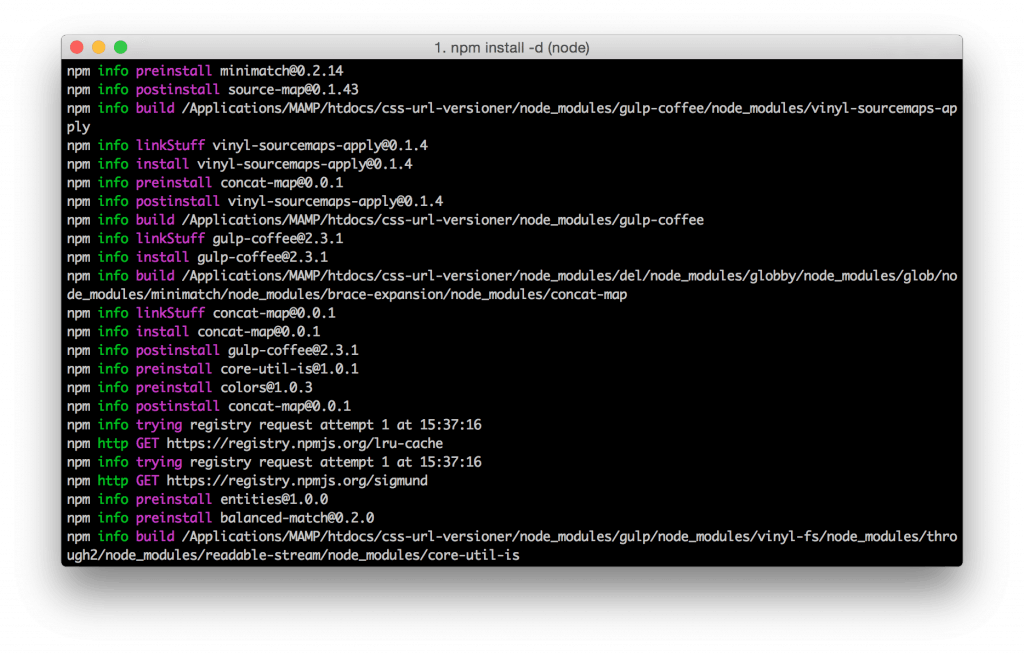 1. npm install -d (node)
npm info preinstall minimatch@0.2.14
npm info postinstall source-map@0.1.43
npm info build /Applications/MAMP/htdocs/css-url-versioner/node_modules/gulp-coffee/node_modules/vinyl-sourcemaps-ap
ply
npm info linkStuff vinyl-sourcemaps-apply@0.1.4
npm info install vinyl-sourcemaps-apply@0.1.4
npm info preinstall concat-map@0.0.1
npm info postinstall vinyl-sourcemaps-apply@0.1.4
npm info build /Applications/MAMP/htdocs/css-url-versioner/node_modules/gulp-coffee
npm info linkStuff gulp-coffee@2.3.1
npm info install gulp-coffee@2.3.1
npm info build /Applications/MAMP/htdocs/css-url-versioner/node_modules/del/node_modules/globby/node_modules/glob/no
de_modules/minimatch/node_modules/brace-expansion/node_modules/concat-map
npm info linkStuff concat-map@0.0.1
npm info install concat-map@0.0.1
npm info postinstall gulp-coffee@2.3.1
npm info preinstall core-util-is@1.0.1
npm info preinstall colors@1.0.3
npm info postinstall concat-map@0.0.1
npm info trying registry request attempt 1 at 15:37:16
npm http GET https://registry.npmjs.org/lru-cache
npm info trying registry request attempt 1 at 15:37:16
npm http GET https://registry.npmjs.org/sigmund
npm info preinstall entities@1.0.0
npm info preinstall balanced-match@0.2.0
npm info build /Applications/MAMP/htdocs/css-url-versioner/node_modules/gulp/node_modules/vinyl-fs/node_modules/thro
ugh2/node_modules/readable-stream/node_modules/core-util-is